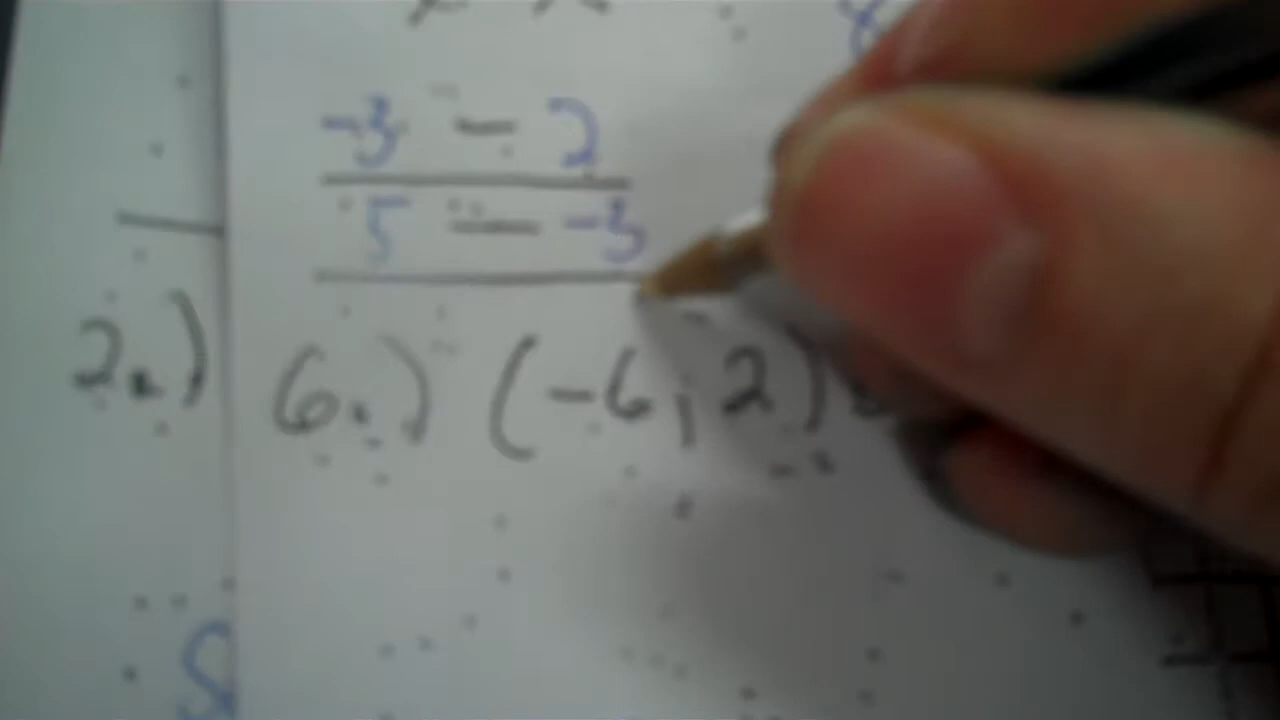 -3 - 2
5 - -3
2.)
6.) (-6, 2)